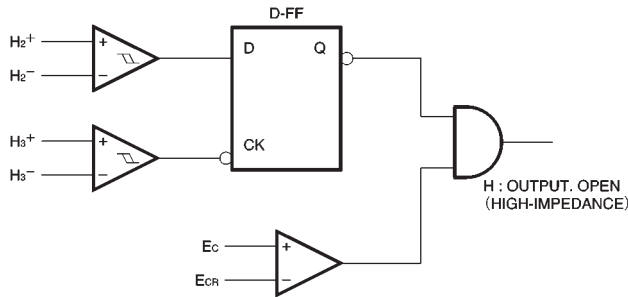 D-FF
H2+
H2−
+
−
D
Q
H3+
H3−
+
−
CK
H : OUTPUT. OPEN
(HIGH-IMPEDANCE)
EC
ECR
+
−